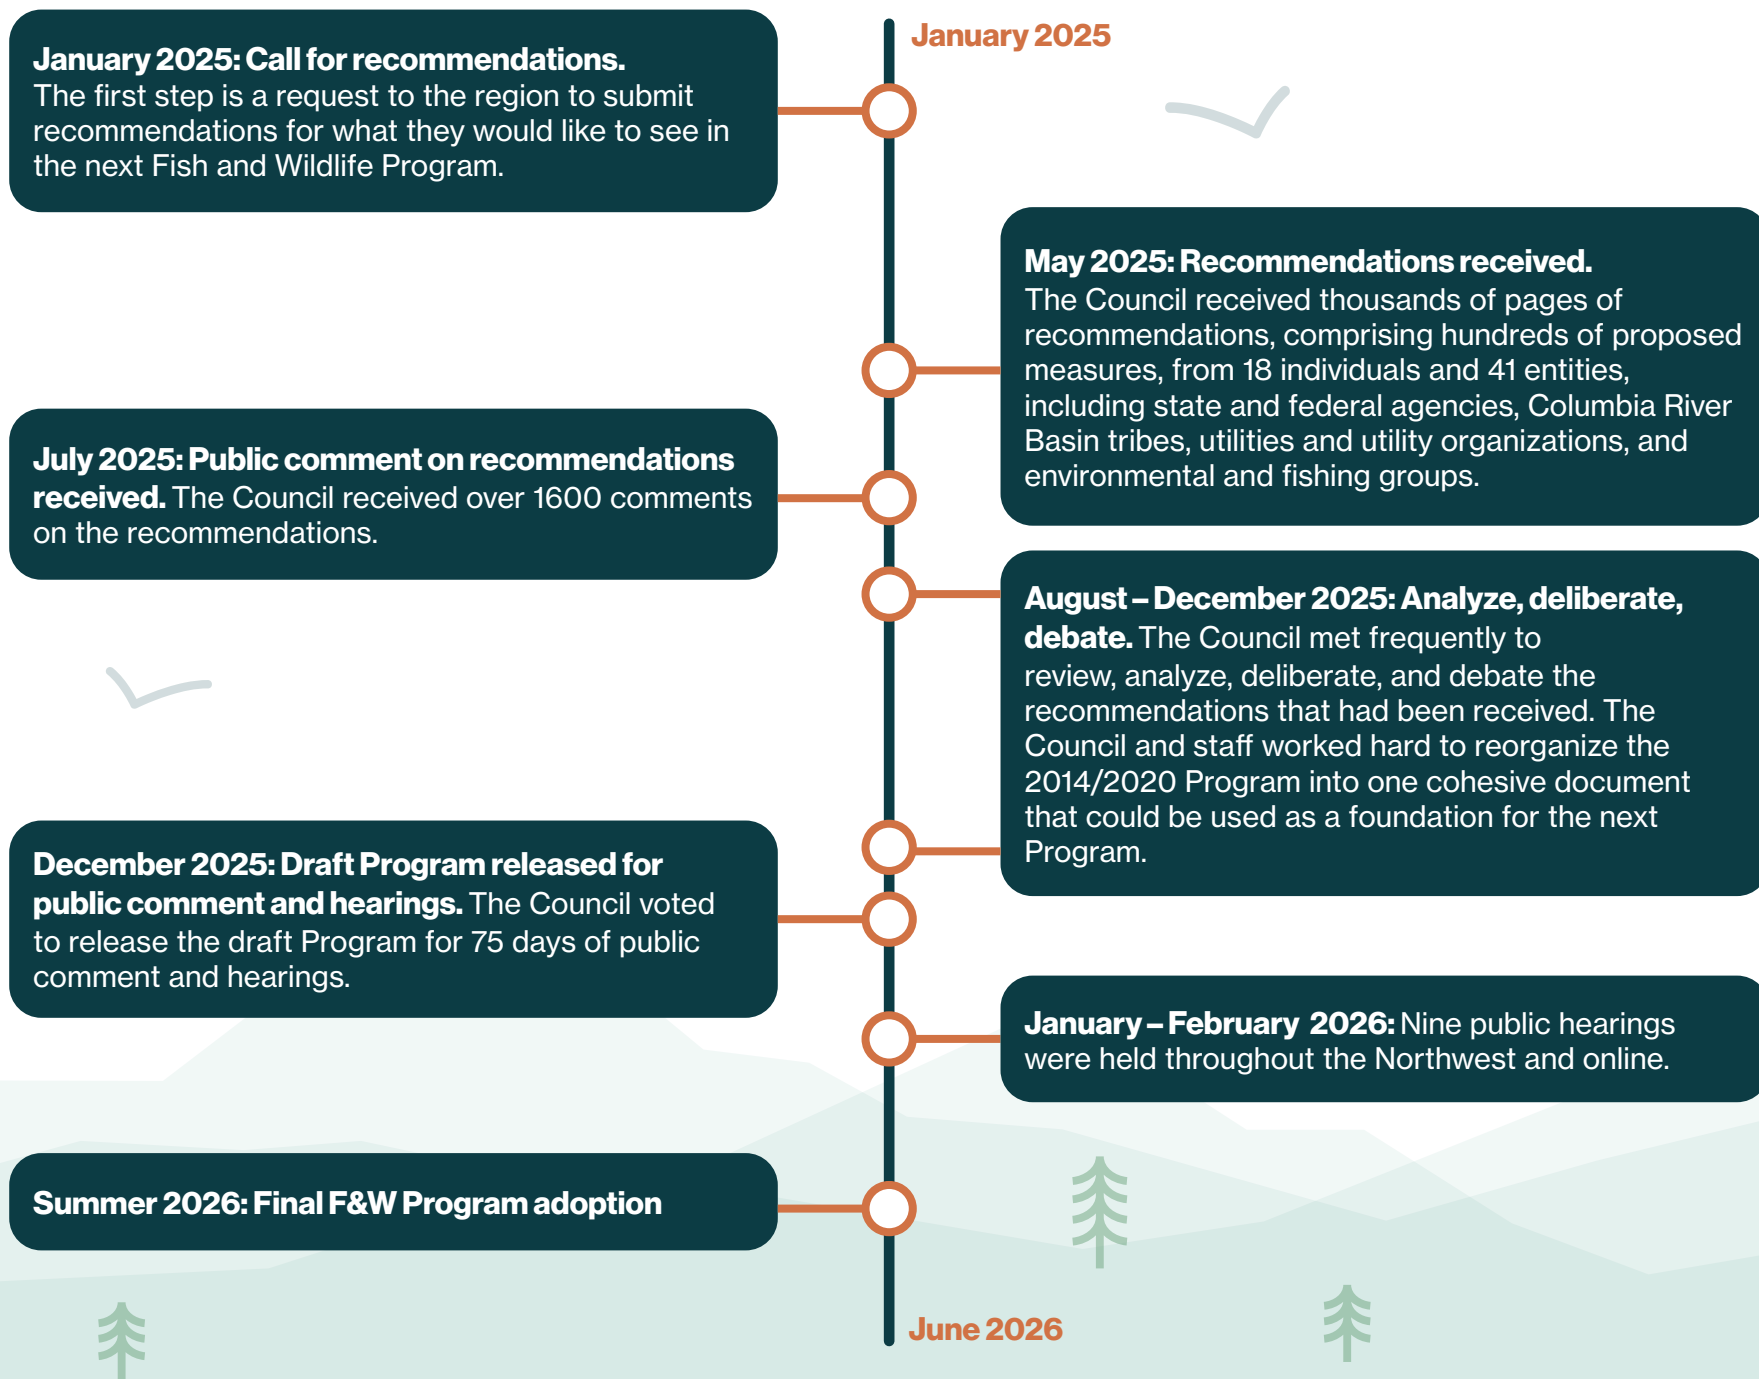 January 2025
January 2025: Call for recommendations.
The first step is a request to the region to submit
recommendations for what they would like to see in
the next Fish and Wildlife Program.
May 2025: Recommendations received.
The Council received thousands of pages of
recommendations, comprising hundreds of proposed
measures, from 18 individuals and 41 entities,
including state and federal agencies, Columbia River
Basin tribes, utilities and utility organizations, and
environmental and fishing groups.
July 2025: Public comment on recommendations
received. The Council received over 1600 comments
on the recommendations.
August – December 2025: Analyze, deliberate,
debate. The Council met frequently to
review, analyze, deliberate, and debate the
recommendations that had been received. The
Council and staff worked hard to reorganize the
2014/2020 Program into one cohesive document
that could be used as a foundation for the next
Program.
December 2025: Draft Program released for
public comment and hearings. The Council voted
to release the draft Program for 75 days of public
comment and hearings.
January – February 2026: Nine public hearings
were held throughout the Northwest and online.
Summer 2026: Final F&W Program adoption
June 2026